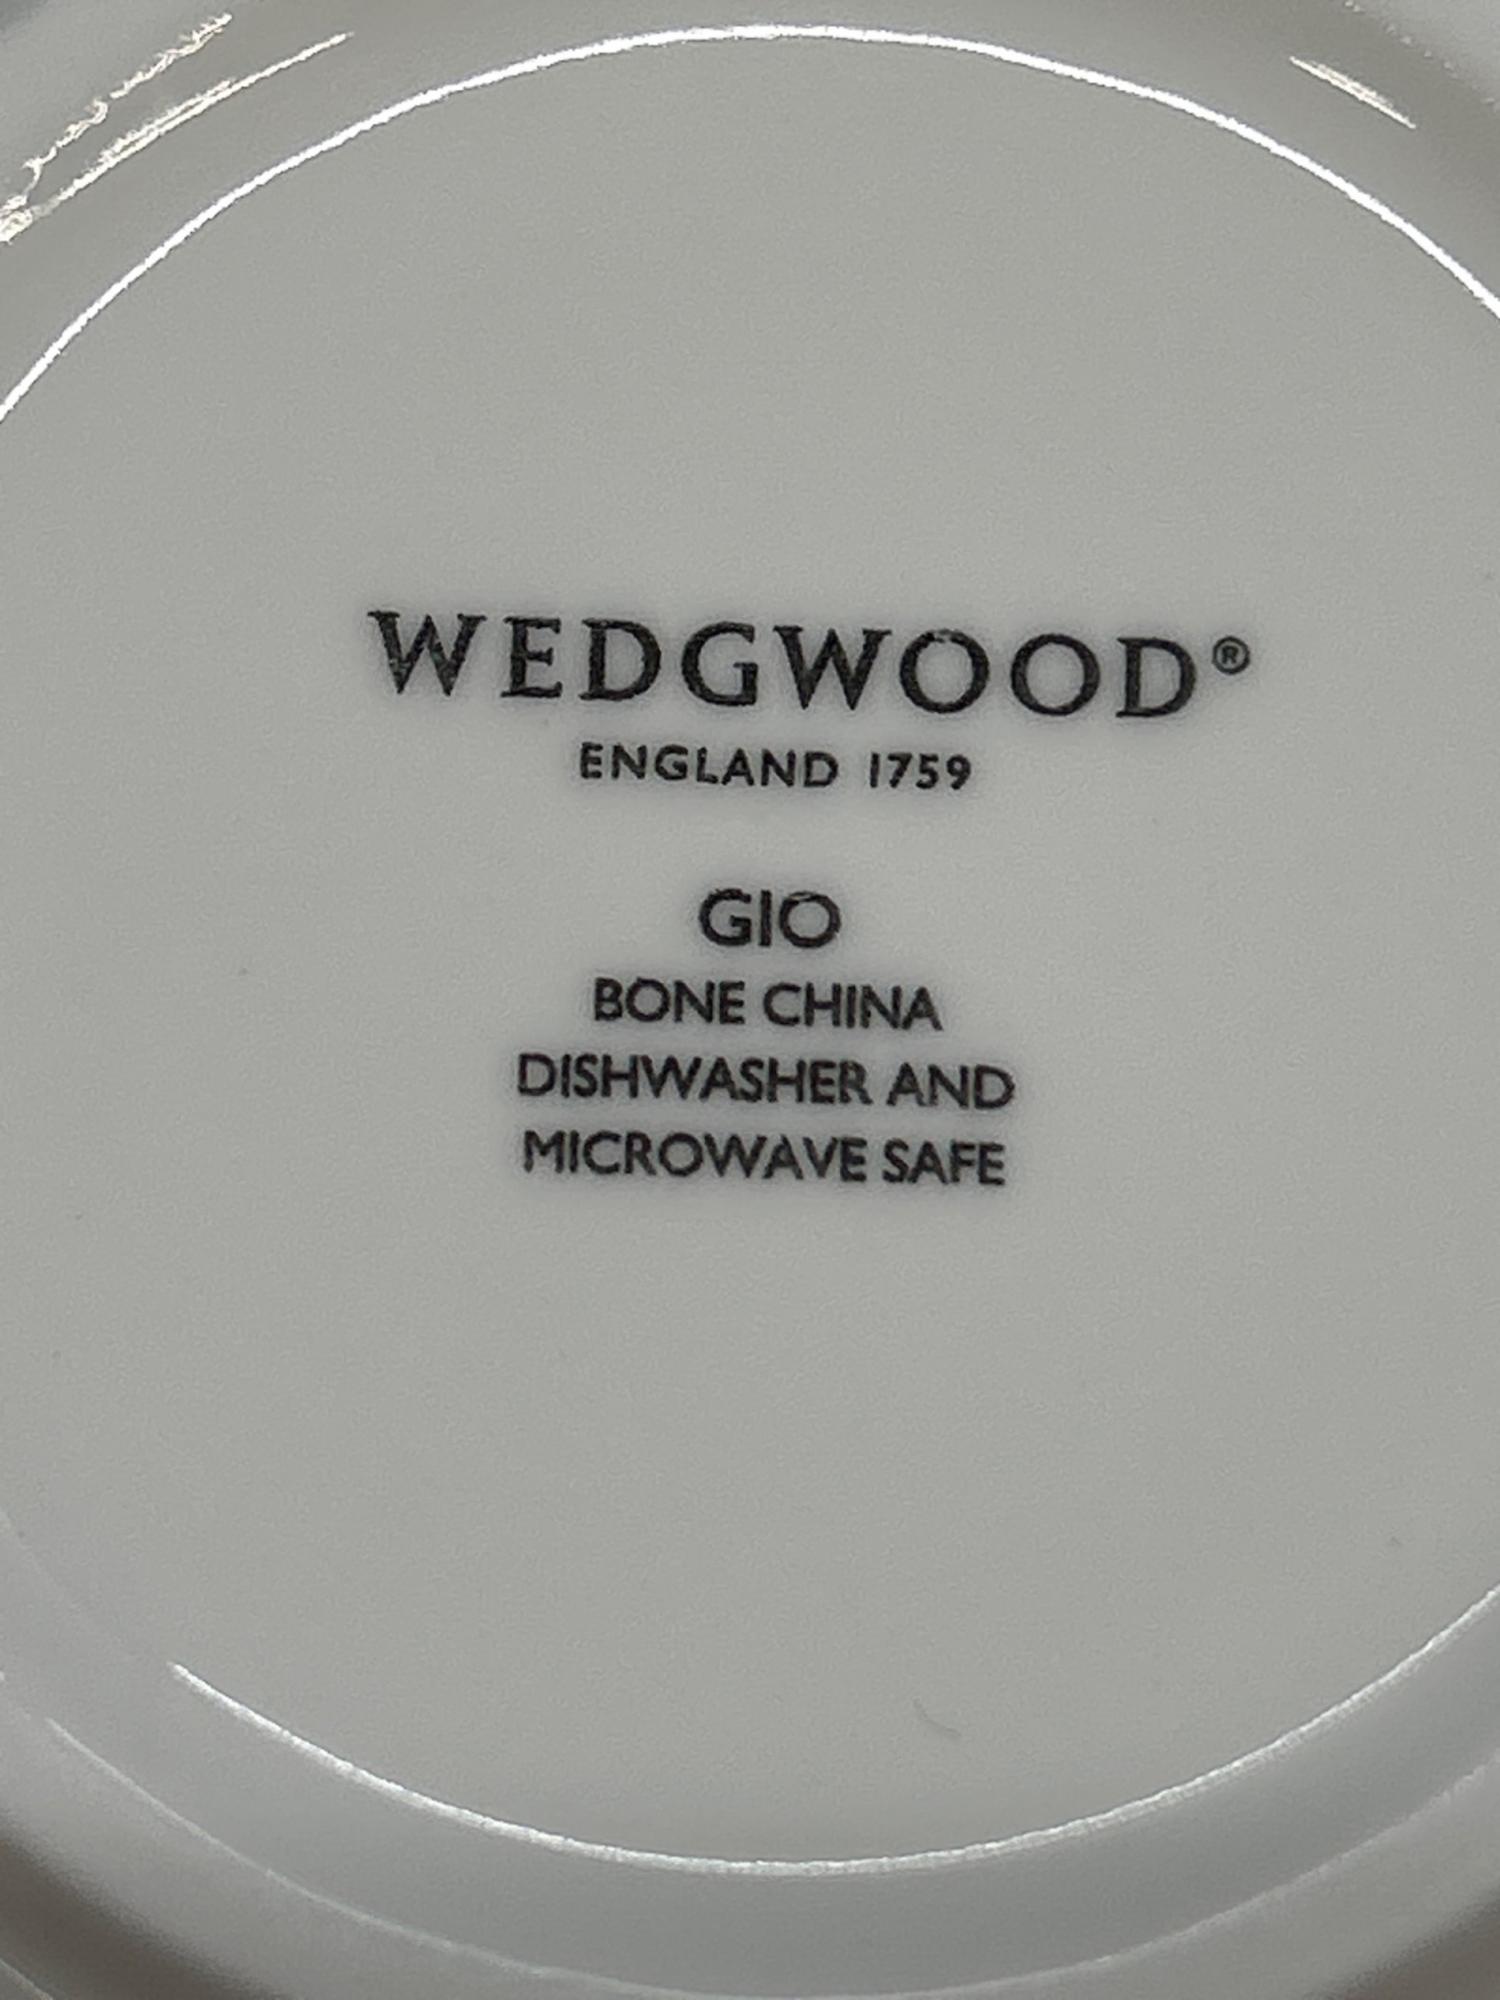 WEDGWOOD®
ENGLAND 1759
GIO
BONE CHINA
DISHWASHER AND
MICROWAVE SAFE